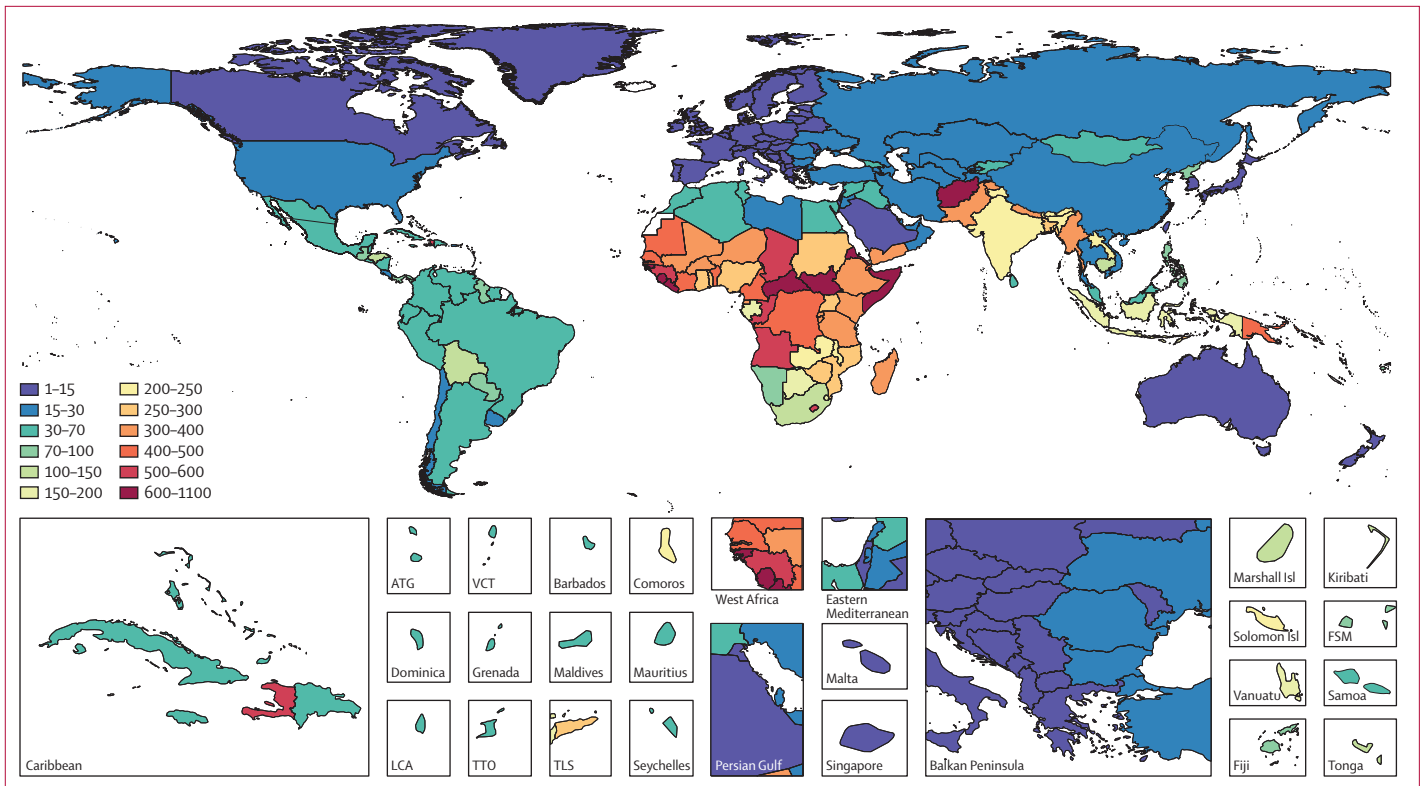 1–15
15–30
30–70
70–100
100–150
150–200
200–250
250–300
300–400
400–500
500–600
600–1100
Caribbean
ATG
VCT
Barbados
Comoros
Dominica
Grenada
Maldives
Mauritius
LCA
TTO
TLS
Seychelles
West Africa
Eastern
Mediterranean
Persian Gulf
Malta
Singapore
Balkan Peninsula
Marshall Isl
Kiribati
Solomon Isl
FSM
Vanuatu
Samoa
Fiji
Tonga